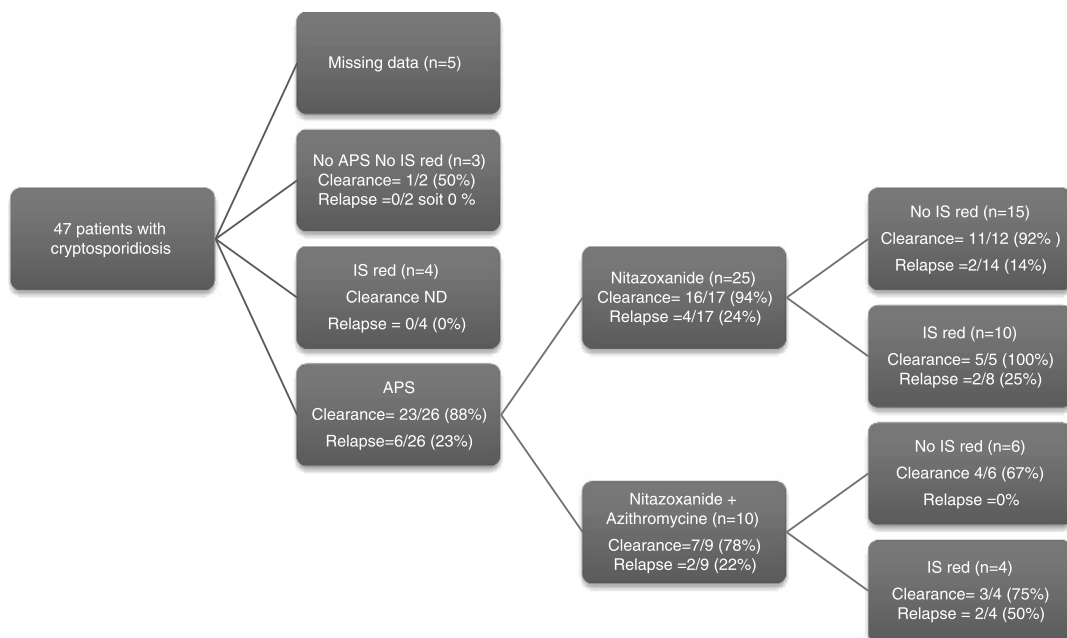 47 patients with
cryptosporidiosis
Missing data (n=5)
No APS No IS red (n=3)
Clearance= 1/2 (50%)
Relapse =0/2 soit 0 %
IS red (n=4)
Clearance ND
Relapse = 0/4 (0%)
APS
Clearance= 23/26 (88%)
Relapse=6/26 (23%)
Nitazoxanide (n=25)
Clearance= 16/17 (94%)
Relapse =4/17 (24%)
Nitazoxanide +
Azithromycine (n=10)
Clearance=7/9 (78%)
Relapse =2/9 (22%)
No IS red (n=15)
Clearance= 11/12 (92% )
Relapse =2/14 (14%)
IS red (n=10)
Clearance= 5/5 (100%)
Relapse =2/8 (25%)
No IS red (n=6)
Clearance 4/6 (67%)
Relapse =0%
IS red (n=4)
Clearance= 3/4 (75%)
Relapse = 2/4 (50%)